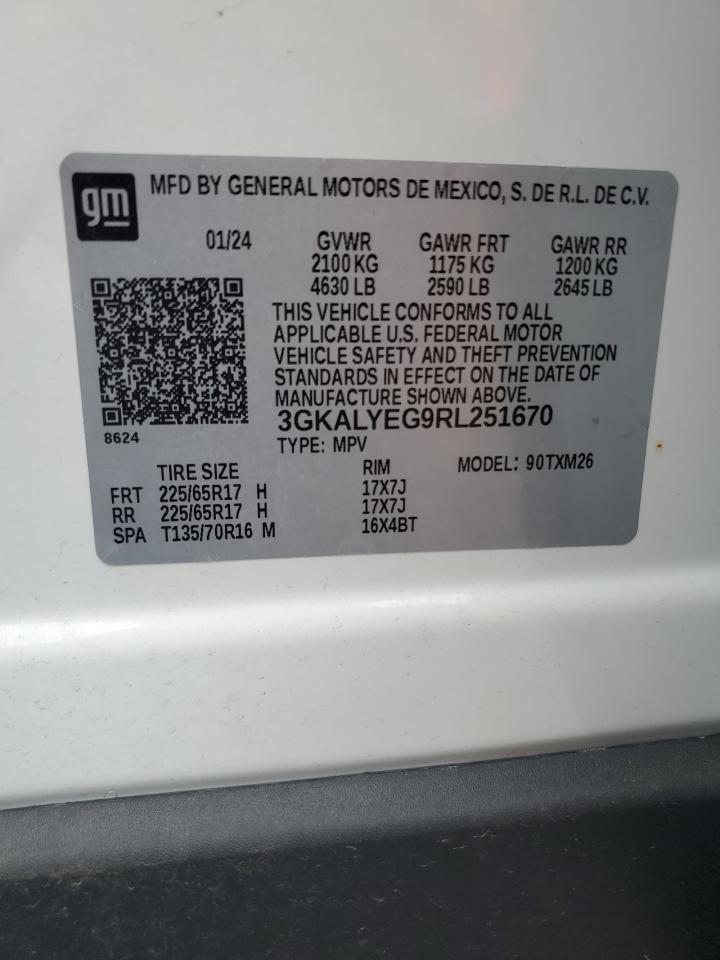 gm
MFD BY GENERAL MOTORS DE MEXICO, S. DE R.L. DE C.V.
01/24 GVWR GAWR FRT GAWR RR
2100 KG 1175 KG 1200 KG
4630 LB 2590 LB 2645 LB
THIS VEHICLE CONFORMS TO ALL
APPLICABLE U.S. FEDERAL MOTOR
VEHICLE SAFETY AND THEFT PREVENTION
STANDARDS IN EFFECT ON THE DATE OF
MANUFACTURE SHOWN ABOVE.
3GKALYEG9RL251670
8624
TYPE: MPV
TIRE SIZE RIM MODEL: 90TXM26
FRT 225/65R17 H 17X7J
RR 225/65R17 H 17X7J
SPA T135/70R16 M 16X4BT